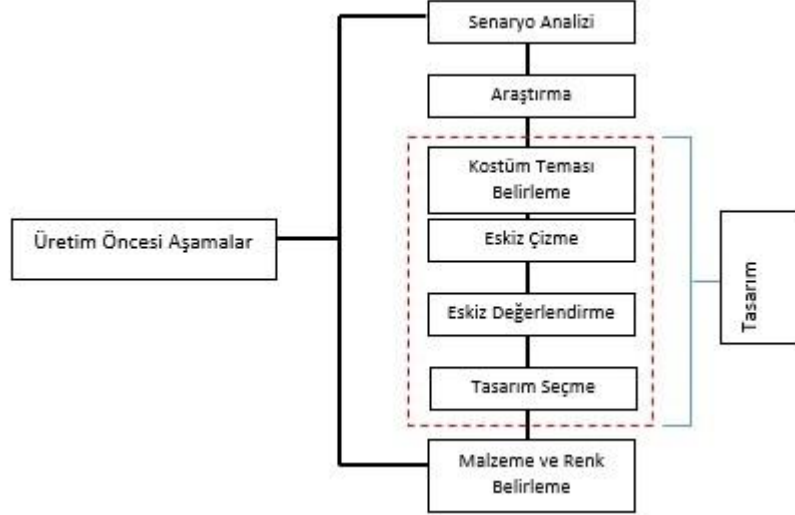 Senaryo Analizi
Araştırma
Kostüm Teması
Belirleme
Üretim Öncesi Aşamalar
Eskiz Çizme
Tasarım
Eskiz Değerlendirme
Tasarım Seçme
Malzeme ve Renk
Belirleme